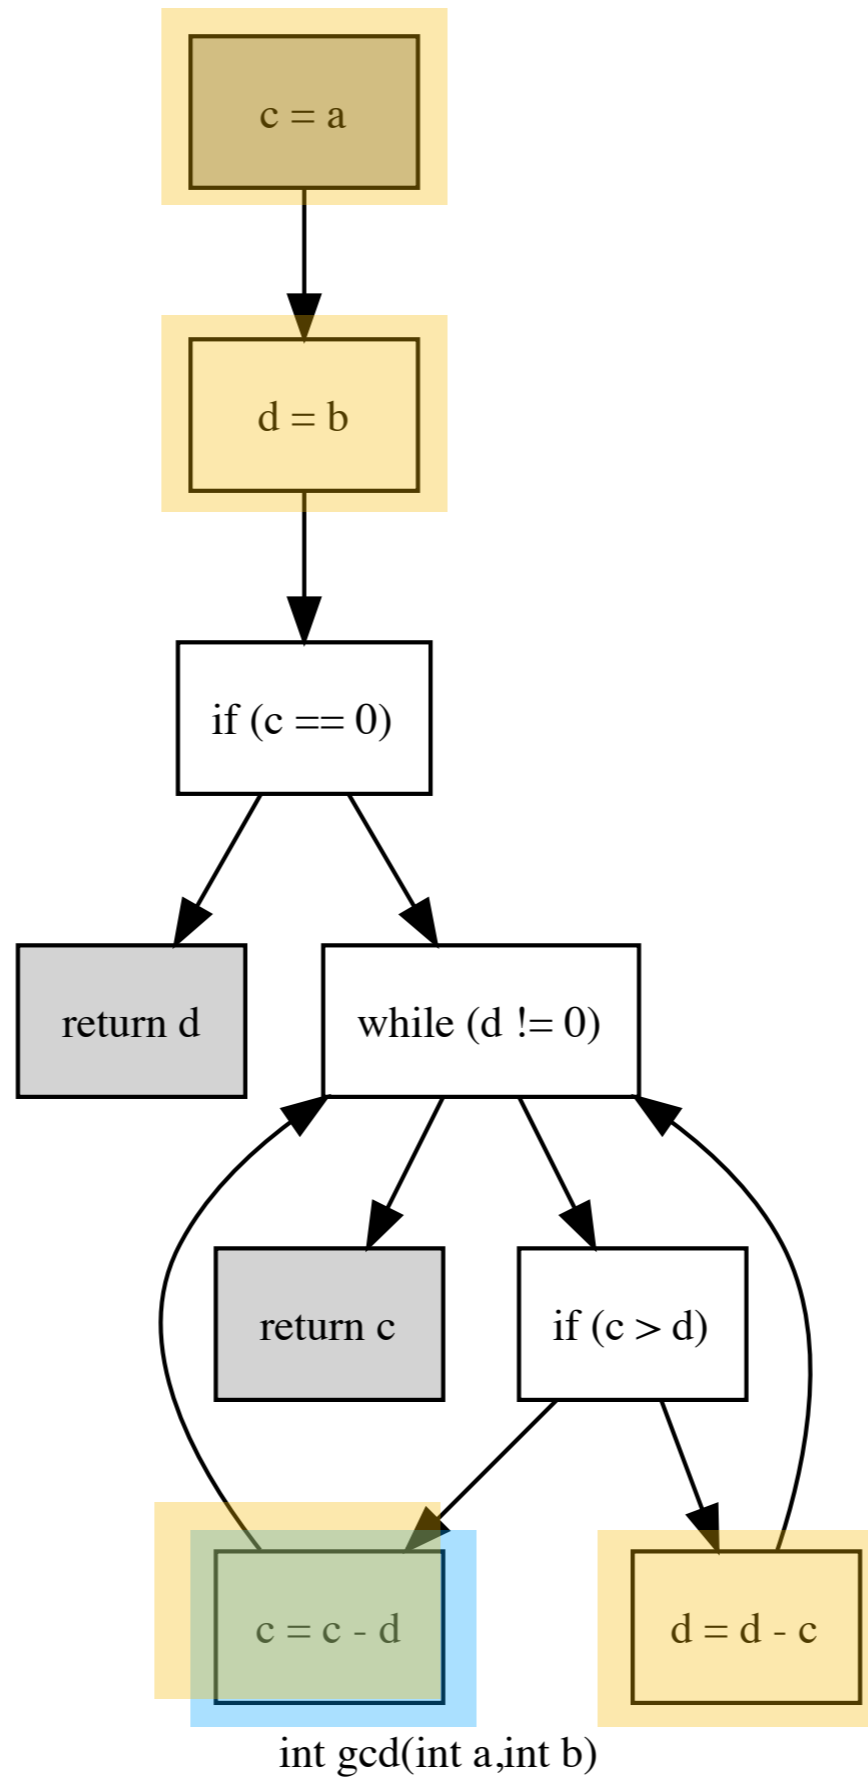 c = a
d = b
if (c == 0)
return d
while (d != 0)
return c
if (c > d)
c = c - d
d = d - c
int gcd(int a,int b)